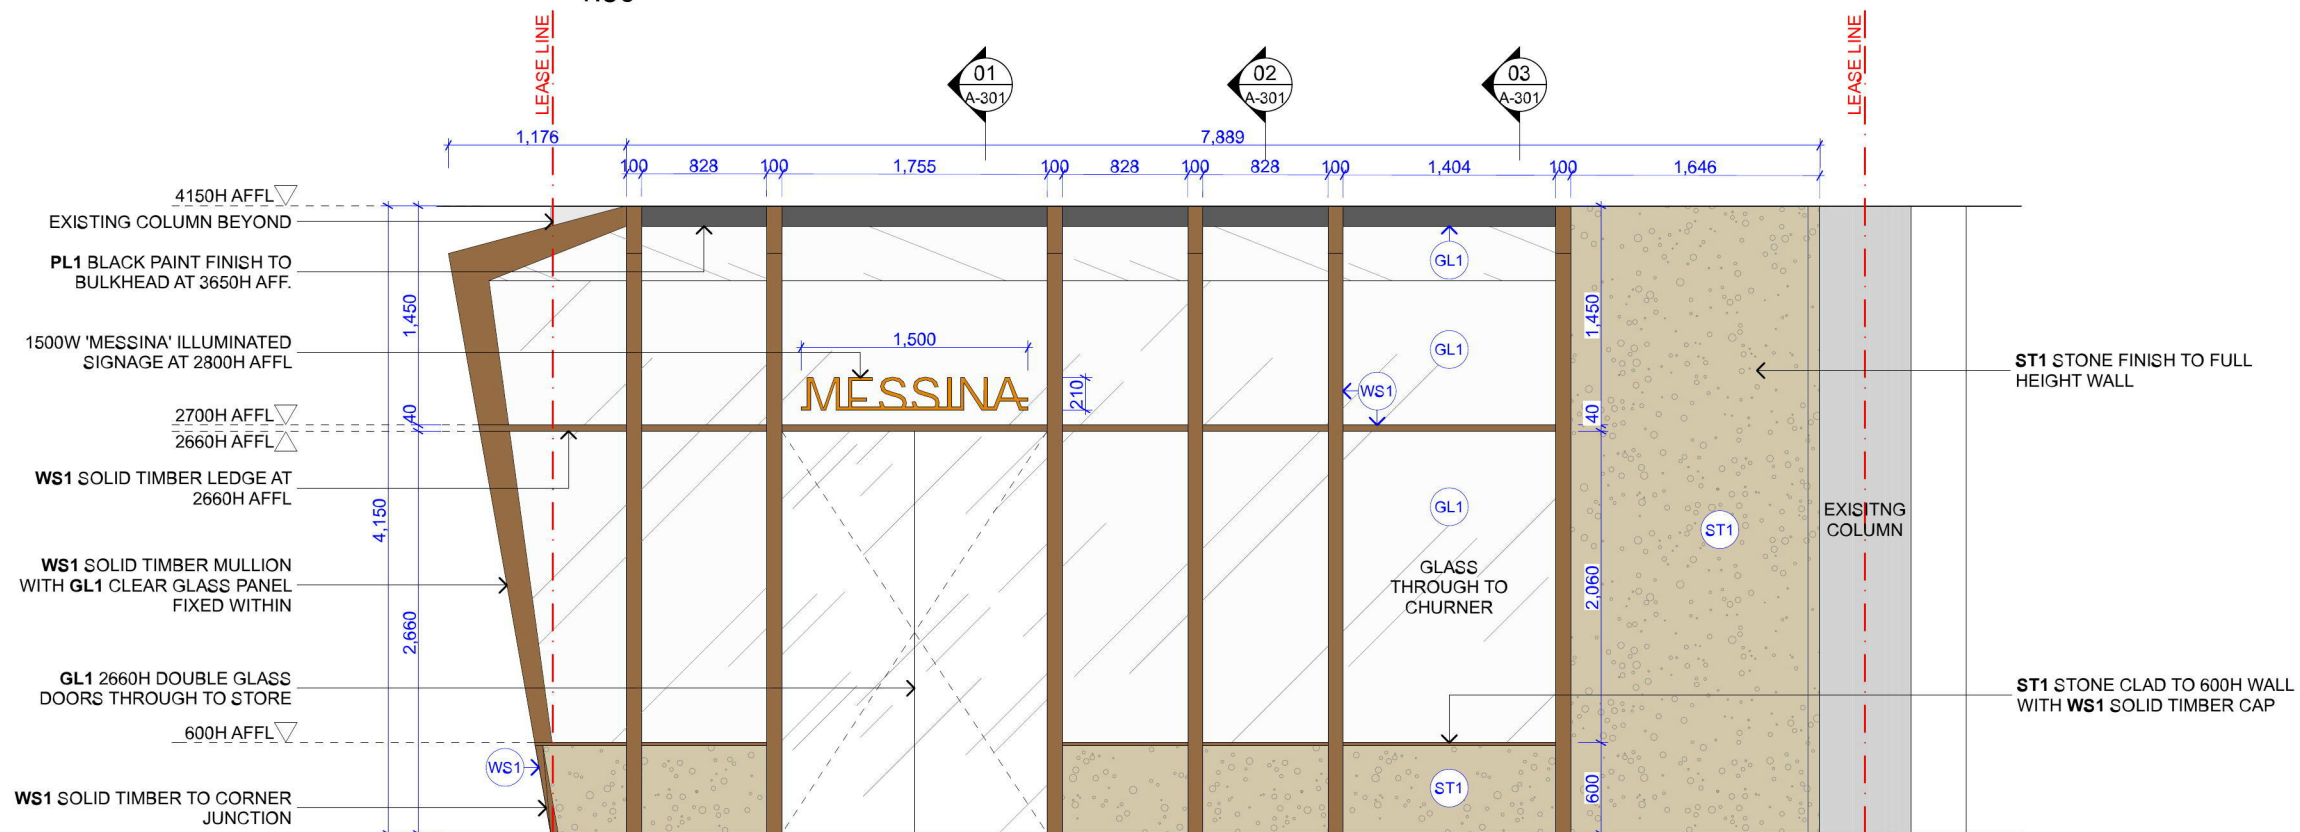 LEASE LINE
LEASE LINE
01
A-301
02
A-301
03
A-301
1,176
7,889
100
828
100
1,755
100
828
100
828
100
1,404
100
1,646
4150H AFFL
EXISTING COLUMN BEYOND
PL1 BLACK PAINT FINISH TO
BULKHEAD AT 3650H AFF.
1500W 'MESSINA' ILLUMINATED
SIGNAGE AT 2800H AFFL
2700H AFFL
2660H AFFL
WS1 SOLID TIMBER LEDGE AT
2660H AFFL
WS1 SOLID TIMBER MULLION
WITH GL1 CLEAR GLASS PANEL
FIXED WITHIN
GL1 2660H DOUBLE GLASS
DOORS THROUGH TO STORE
600H AFFL
WS1
WS1 SOLID TIMBER TO CORNER
JUNCTION
4,150
1,450
40
2,660
1,500
MESSINA
210
GL1
GL1
WS1
GL1
GLASS
THROUGH TO
CHURNER
ST1
1,450
40
2,060
600
ST1
EXISITNG
COLUMN
ST1 STONE FINISH TO FULL
HEIGHT WALL
ST1 STONE CLAD TO 600H WALL
WITH WS1 SOLID TIMBER CAP